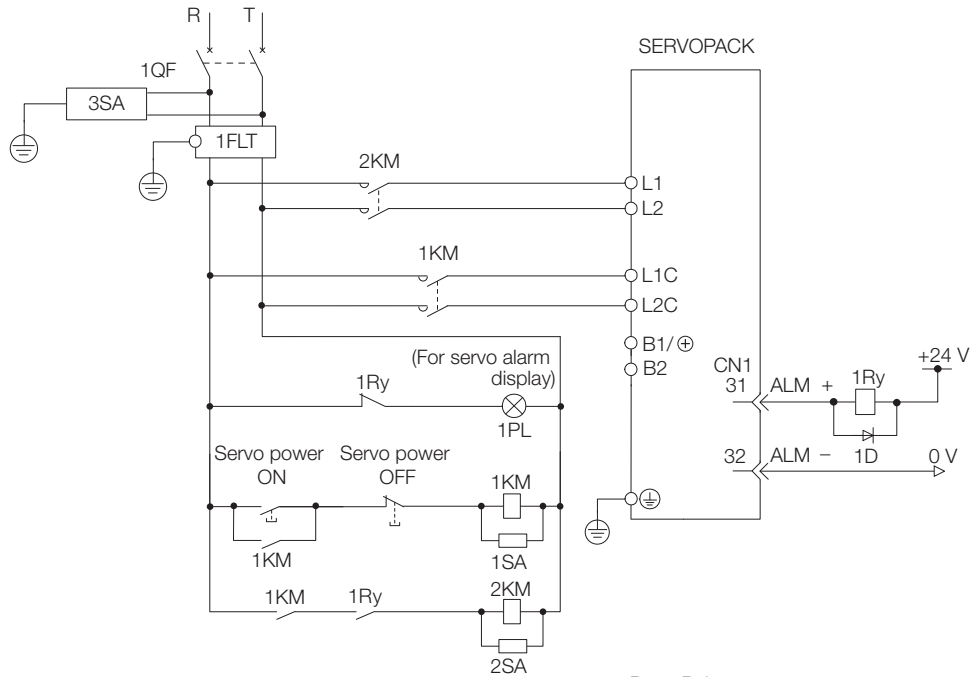 R T
SERVOPACK
1QF
3SA
1FLT
2KM
L1
L2
1KM
L1C
L2C
B1/⊕
B2
(For servo alarm
display)
1Ry
1PL
CN1
31 ALM + 1Ry +24 V
1D
32 ALM − 0 V
Servo power
ON
Servo power
OFF
1KM
1KM
1SA
1KM 1Ry 2KM
2SA